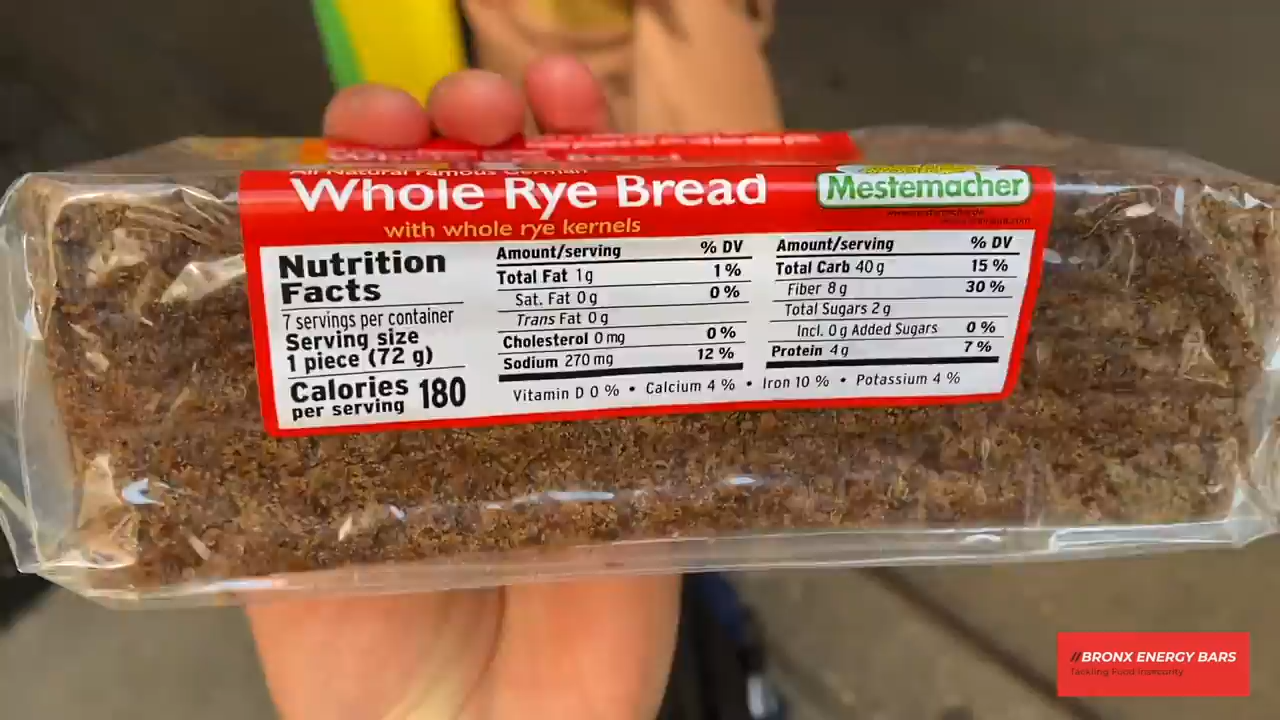 All Natural Famous German
Whole Rye Bread
with whole rye kernels
Mestemacher
Nutrition
Facts
7 servings per container
Serving size
1 piece (72 g)
Calories 180
per serving
Amount/serving % DV
Total Fat 1g 1%
Sat. Fat 0g 0%
Trans Fat 0g
Cholesterol 0mg 0%
Sodium 270mg 12%
Amount/serving % DV
Total Carb 40g 15%
Fiber 8g 30%
Total Sugars 2g
Incl. 0g Added Sugars 0%
Protein 4g 7%
Vitamin D 0% • Calcium 4% • Iron 10% • Potassium 4%
//BRONX ENERGY BARS
Tackling Food Insecurity